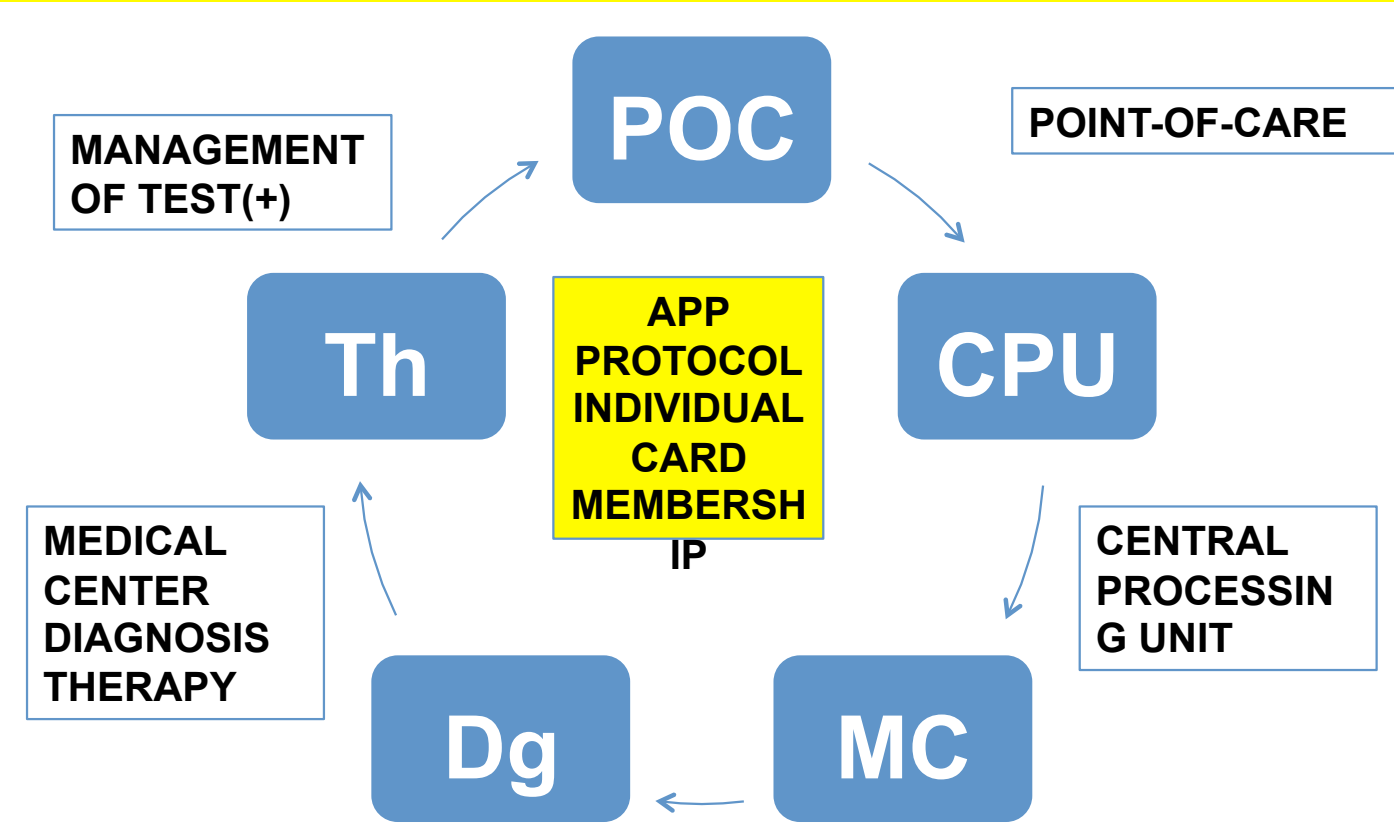 POC
POINT-OF-CARE
MANAGEMENT
OF TEST(+)
Th
APP
PROTOCOL
INDIVIDUAL
CARD
MEMBERSH
IP
CPU
MEDICAL
CENTER
DIAGNOSIS
THERAPY
CENTRAL
PROCESSIN
G UNIT
Dg
MC